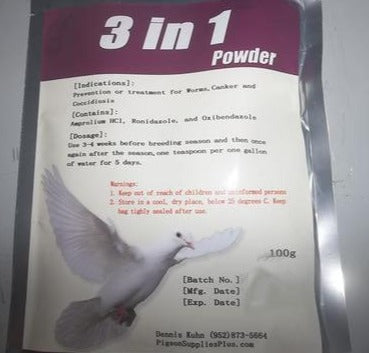 3 in 1
Powder
[Indications]:
Prevention or treatment for Worms,Canker and
Coccidiosis
[Contains]:
Amprolium HCl, Ronidazole, and Oxibendazole
[Dosage]:
Use 3-4 weeks before breeding season and then once
again after the season,one teaspoon per one gallon
of water for 5 days.
Warnings:
1. Keep out of reach of children and uninformed persons
2. Store in a cool, dry place, below 25 degrees C. Keep
bag tightly sealed after use.
100g
[Batch No.]
[Mfg. Date]
[Exp. Date]
Dennis Kuhn (952)873-5664
PigeonSuppliesPlus.com